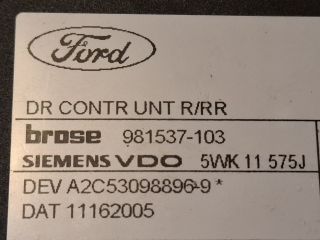 Ford
DR CONTR UNT R/RR
brose 981537-103
SIEMENS VDO 5WK 11 575J
DEV A2C53098896-9 *
DAT 11162005